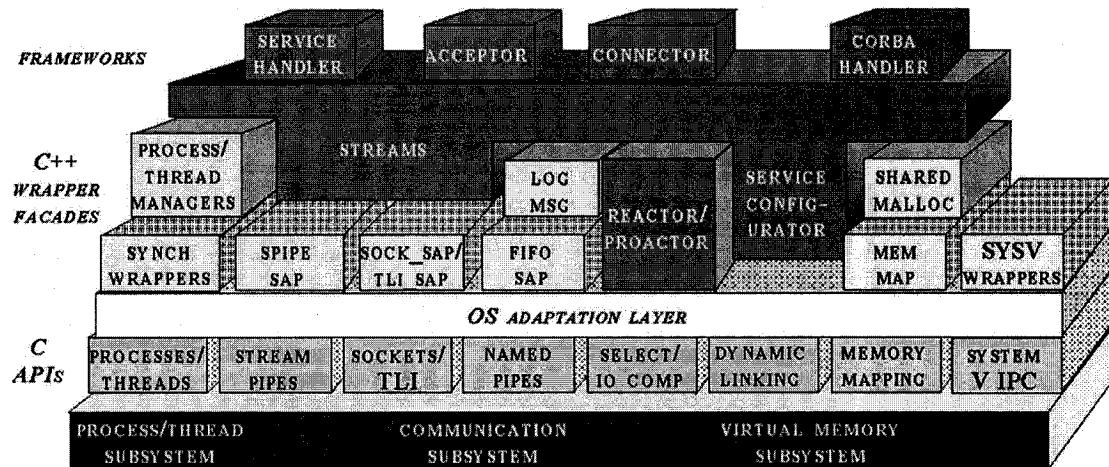 FRAMEWORKS
SERVICE
HANDLER
ACCEPTOR
CONNECTOR
CORBA
HANDLER
C++
WRAPPER
FACADES
PROCESS/
THREAD
MANAGERS
STREAMS
LOG
MSG
REACTOR/
PROACTOR
SERVICE
CONFIG-
URATOR
SHARED
MALLOC
SYNCH
WRAPPERS
SPIPE
SAP
SOCK_SAP/
TLI SAP
FIFO
SAP
MEM
MAP
SYSV
WRAPPERS
OS ADAPTATION LAYER
C
APIs
PROCESSES/
THREADS
STREAM
PIPES
SOCKETS/
TLI
NAMED
PIPES
SELECT/
IO COMP
DYNAMIC
LINKING
MEMORY
MAPPING
SYSTEM
V IPC
PROCESS/THREAD
SUBSYSTEM
COMMUNICATION
SUBSYSTEM
VIRTUAL MEMORY
SUBSYSTEM